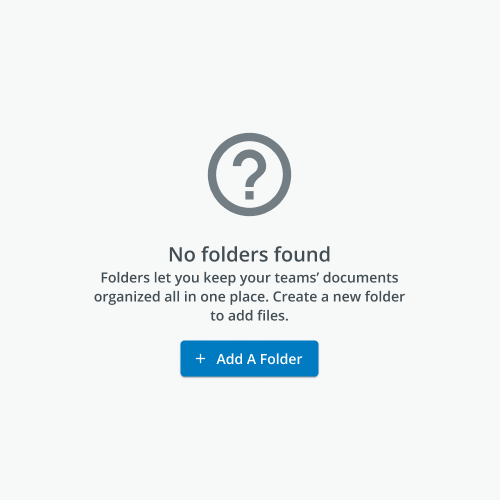 ?
No folders found
Folders let you keep your teams’ documents
organized all in one place. Create a new folder
to add files.
+ Add A Folder